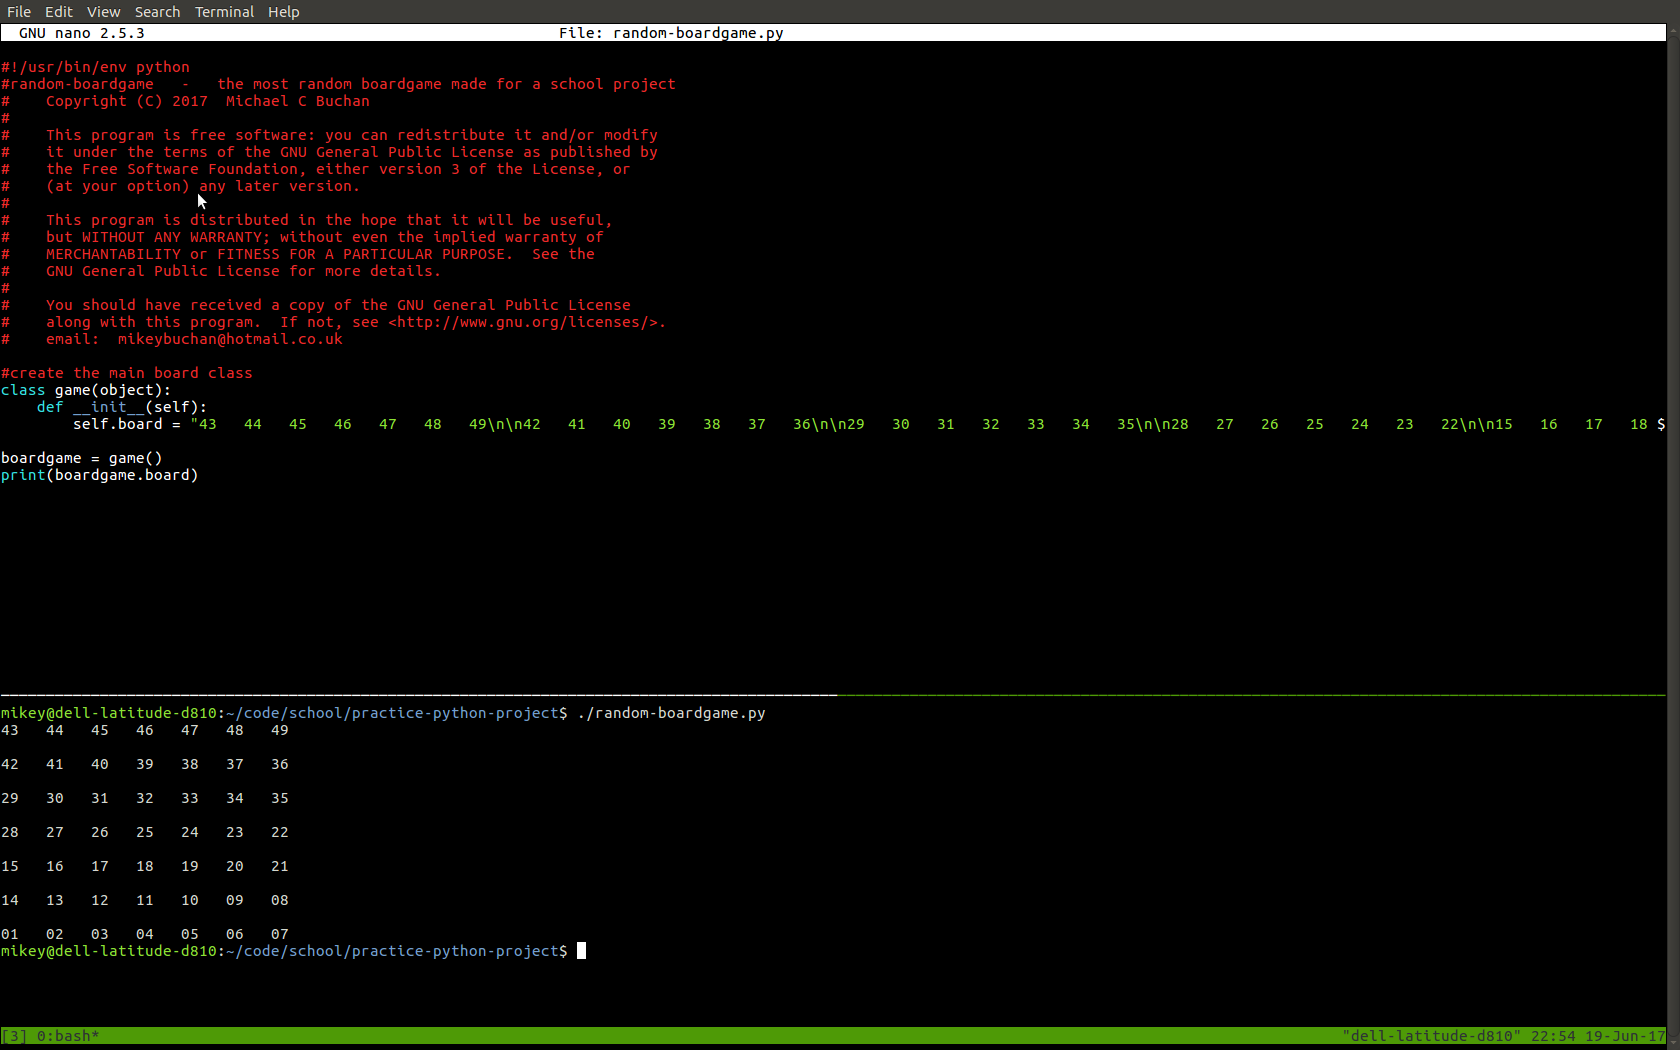 File Edit View Search Terminal Help
GNU nano 2.5.3 File: random-boardgame.py
#!/usr/bin/env python
#random-boardgame - the most random boardgame made for a school project
# Copyright (C) 2017 Michael C Buchan
#
# This program is free software: you can redistribute it and/or modify
# it under the terms of the GNU General Public License as published by
# the Free Software Foundation, either version 3 of the License, or
# (at your option) any later version.
#
# This program is distributed in the hope that it will be useful,
# but WITHOUT ANY WARRANTY; without even the implied warranty of
# MERCHANTABILITY or FITNESS FOR A PARTICULAR PURPOSE. See the
# GNU General Public License for more details.
#
# You should have received a copy of the GNU General Public License
# along with this program. If not, see <http://www.gnu.org/licenses/>.
# email: mikeybuchan@hotmail.co.uk
#create the main board class
class game(object):
def __init__(self):
self.board = "43 44 45 46 47 48 49\n\n42 41 40 39 38 37 36\n\n29 30 31 32 33 34 35\n\n28 27 26 25 24 23 22\n\n15 16 17 18 $
boardgame = game()
print(boardgame.board)
mikey@dell-latitude-d810:~/code/school/practice-python-project$ ./random-boardgame.py
43 44 45 46 47 48 49
42 41 40 39 38 37 36
29 30 31 32 33 34 35
28 27 26 25 24 23 22
15 16 17 18 19 20 21
14 13 12 11 10 09 08
01 02 03 04 05 06 07
mikey@dell-latitude-d810:~/code/school/practice-python-project$
[3] 0:bash* "dell-latitude-d810" 22:54 19-Jun-17